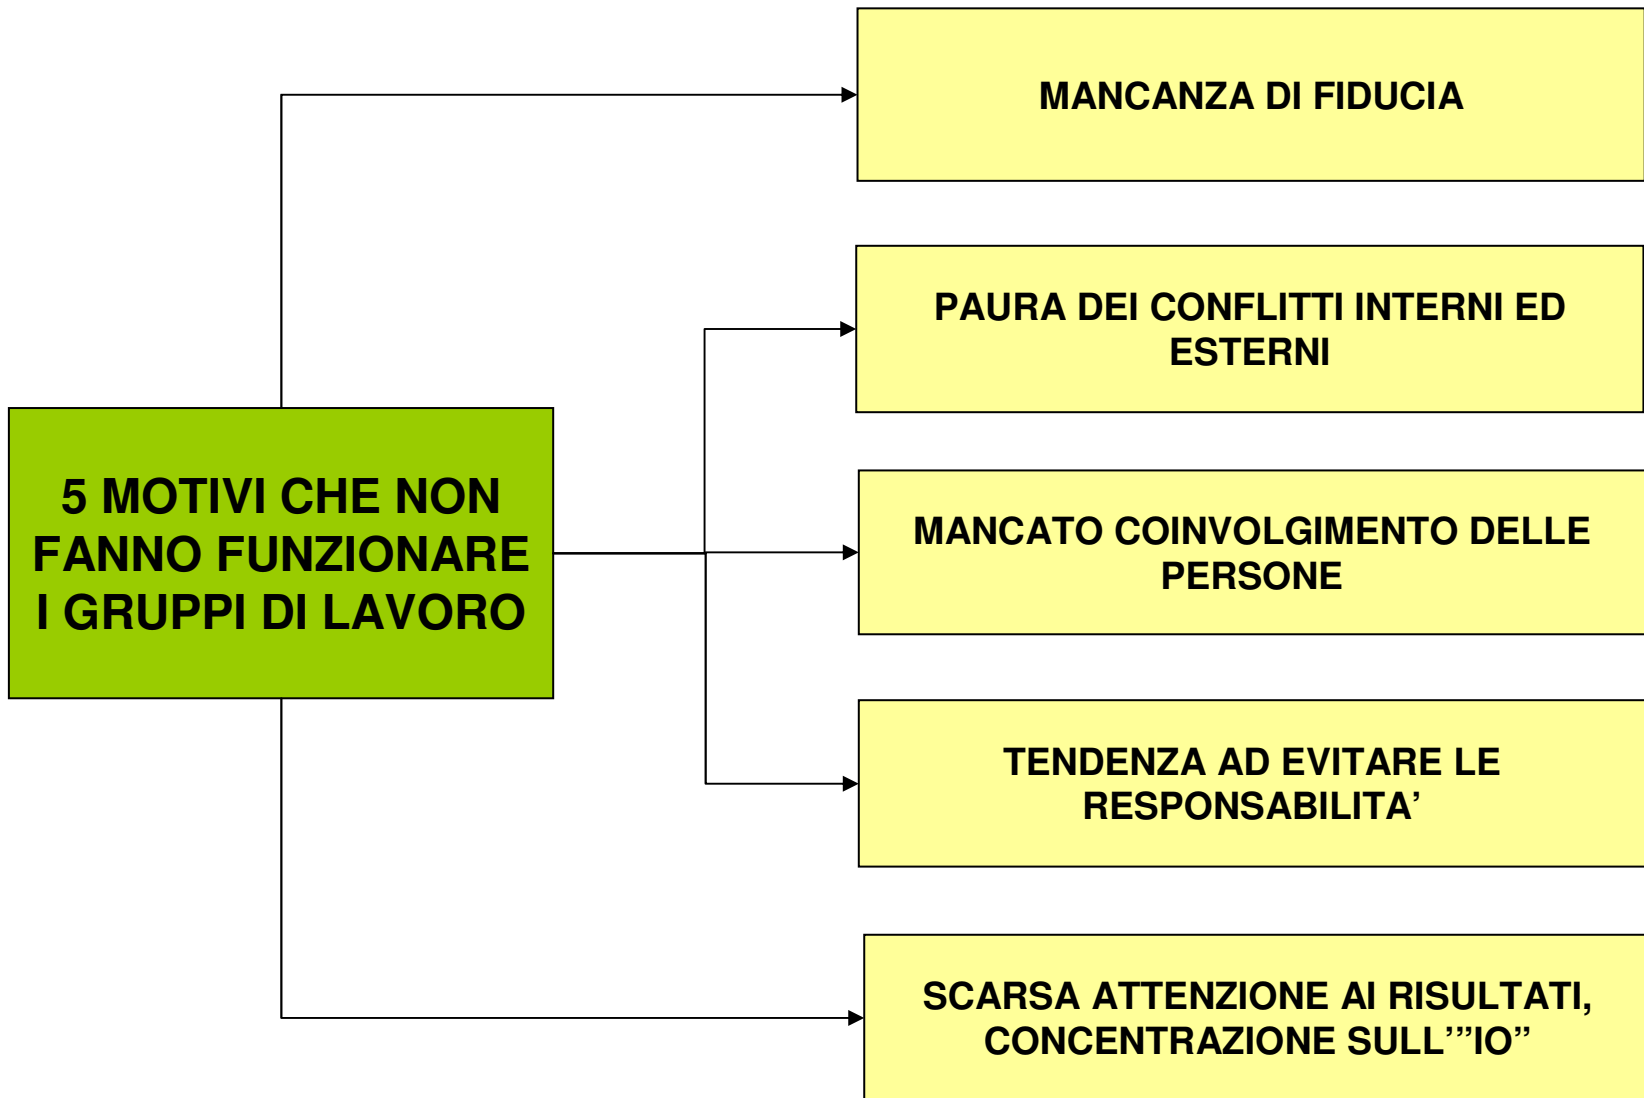 MANCANZA DI FIDUCIA
PAURA DEI CONFLITTI INTERNI ED
ESTERNI
5 MOTIVI CHE NON
FANNO FUNZIONARE
I GRUPPI DI LAVORO
MANCATO COINVOLGIMENTO DELLE
PERSONE
TENDENZA AD EVITARE LE
RESPONSABILITA’
SCARSA ATTENZIONE AI RISULTATI,
CONCENTRAZIONE SULL’”IO”